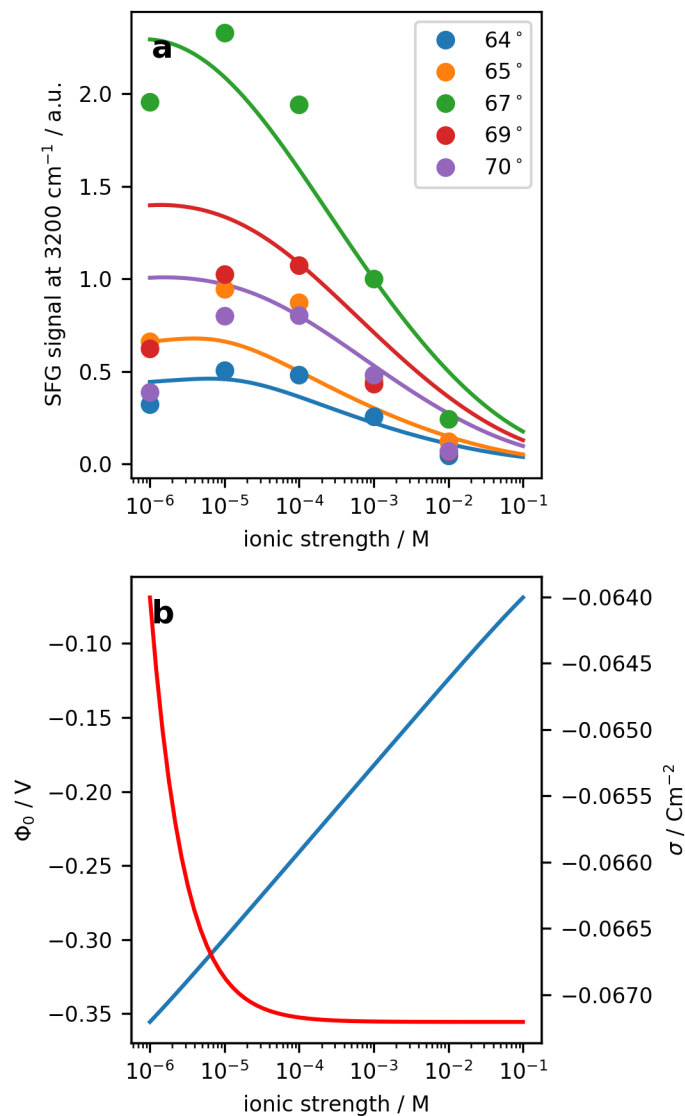 a
64°
65°
67°
69°
70°
SFG signal at 3200 cm⁻¹ / a.u.
2.0
1.5
1.0
0.5
0.0
10⁻⁶ 10⁻⁵ 10⁻⁴ 10⁻³ 10⁻² 10⁻¹
ionic strength / M
b
Φ₀ / V
−0.10
−0.15
−0.20
−0.25
−0.30
−0.35
−0.0640
−0.0645
−0.0650
−0.0655
−0.0660
−0.0665
−0.0670
σ / Cm⁻²
10⁻⁶ 10⁻⁵ 10⁻⁴ 10⁻³ 10⁻² 10⁻¹
ionic strength / M